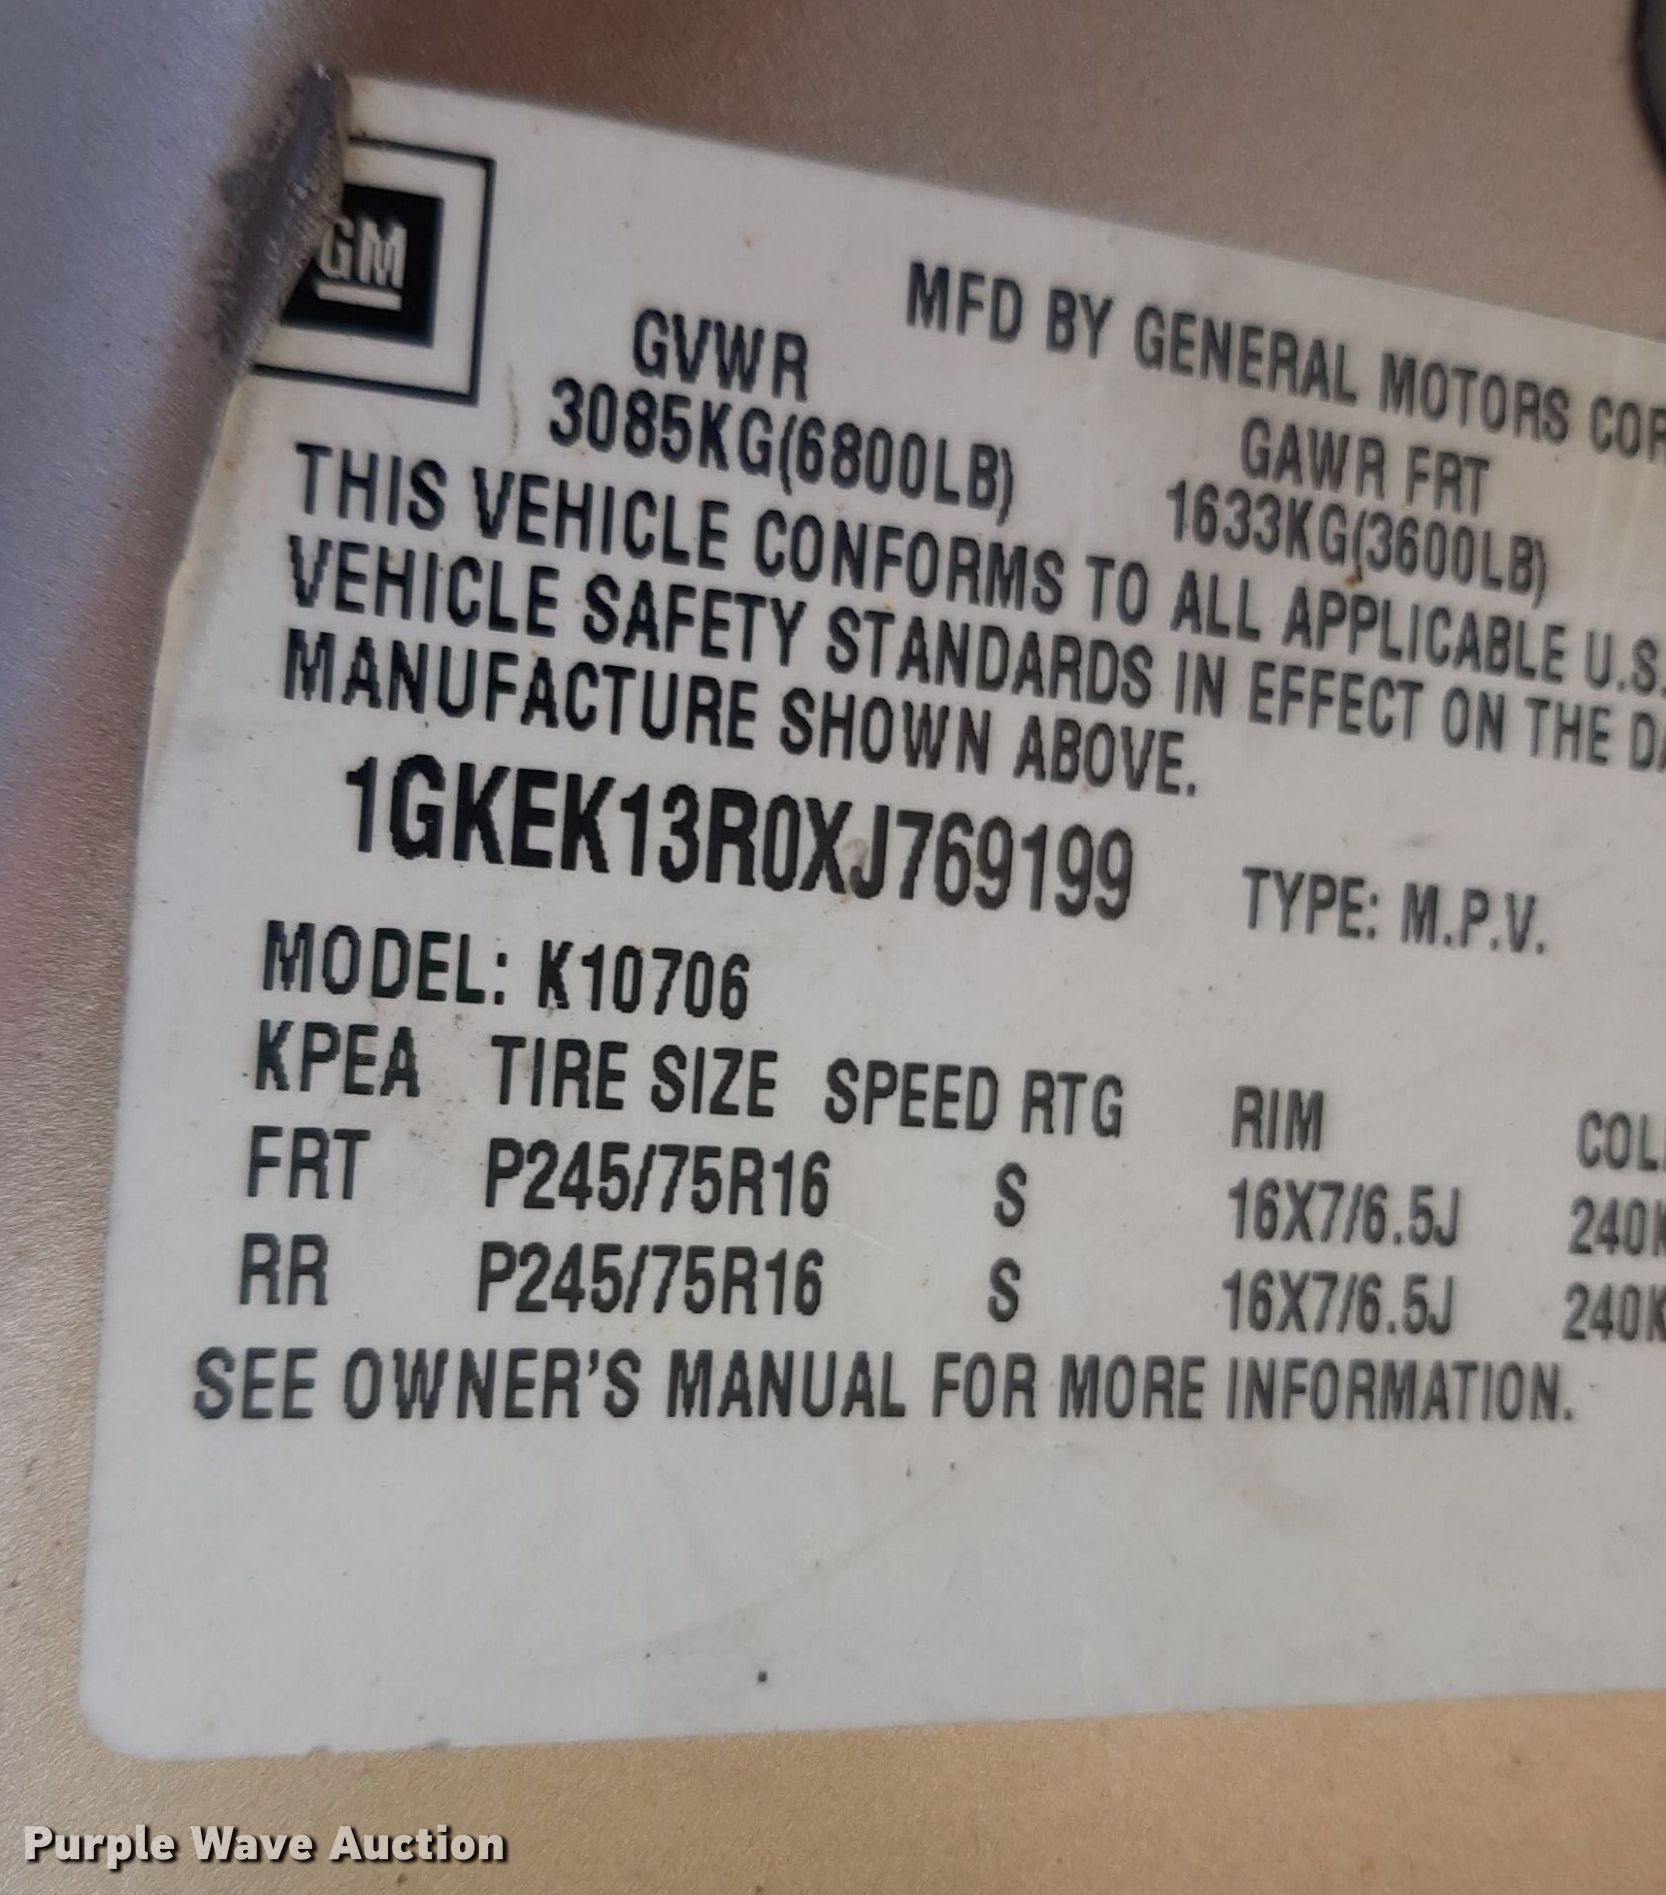 GM
MFD BY GENERAL MOTORS COR
GVWR GAWR FRT
3085KG(6800LB) 1633KG(3600LB)
THIS VEHICLE CONFORMS TO ALL APPLICABLE U.S.
VEHICLE SAFETY STANDARDS IN EFFECT ON THE DA
MANUFACTURE SHOWN ABOVE.
1GKEK13R0XJ769199 TYPE: M.P.V.
MODEL: K10706
KPEA TIRE SIZE SPEED RTG RIM COL
FRT P245/75R16 S 16X7/6.5J 240K
RR P245/75R16 S 16X7/6.5J 240K
SEE OWNER'S MANUAL FOR MORE INFORMATION.
Purple Wave Auction